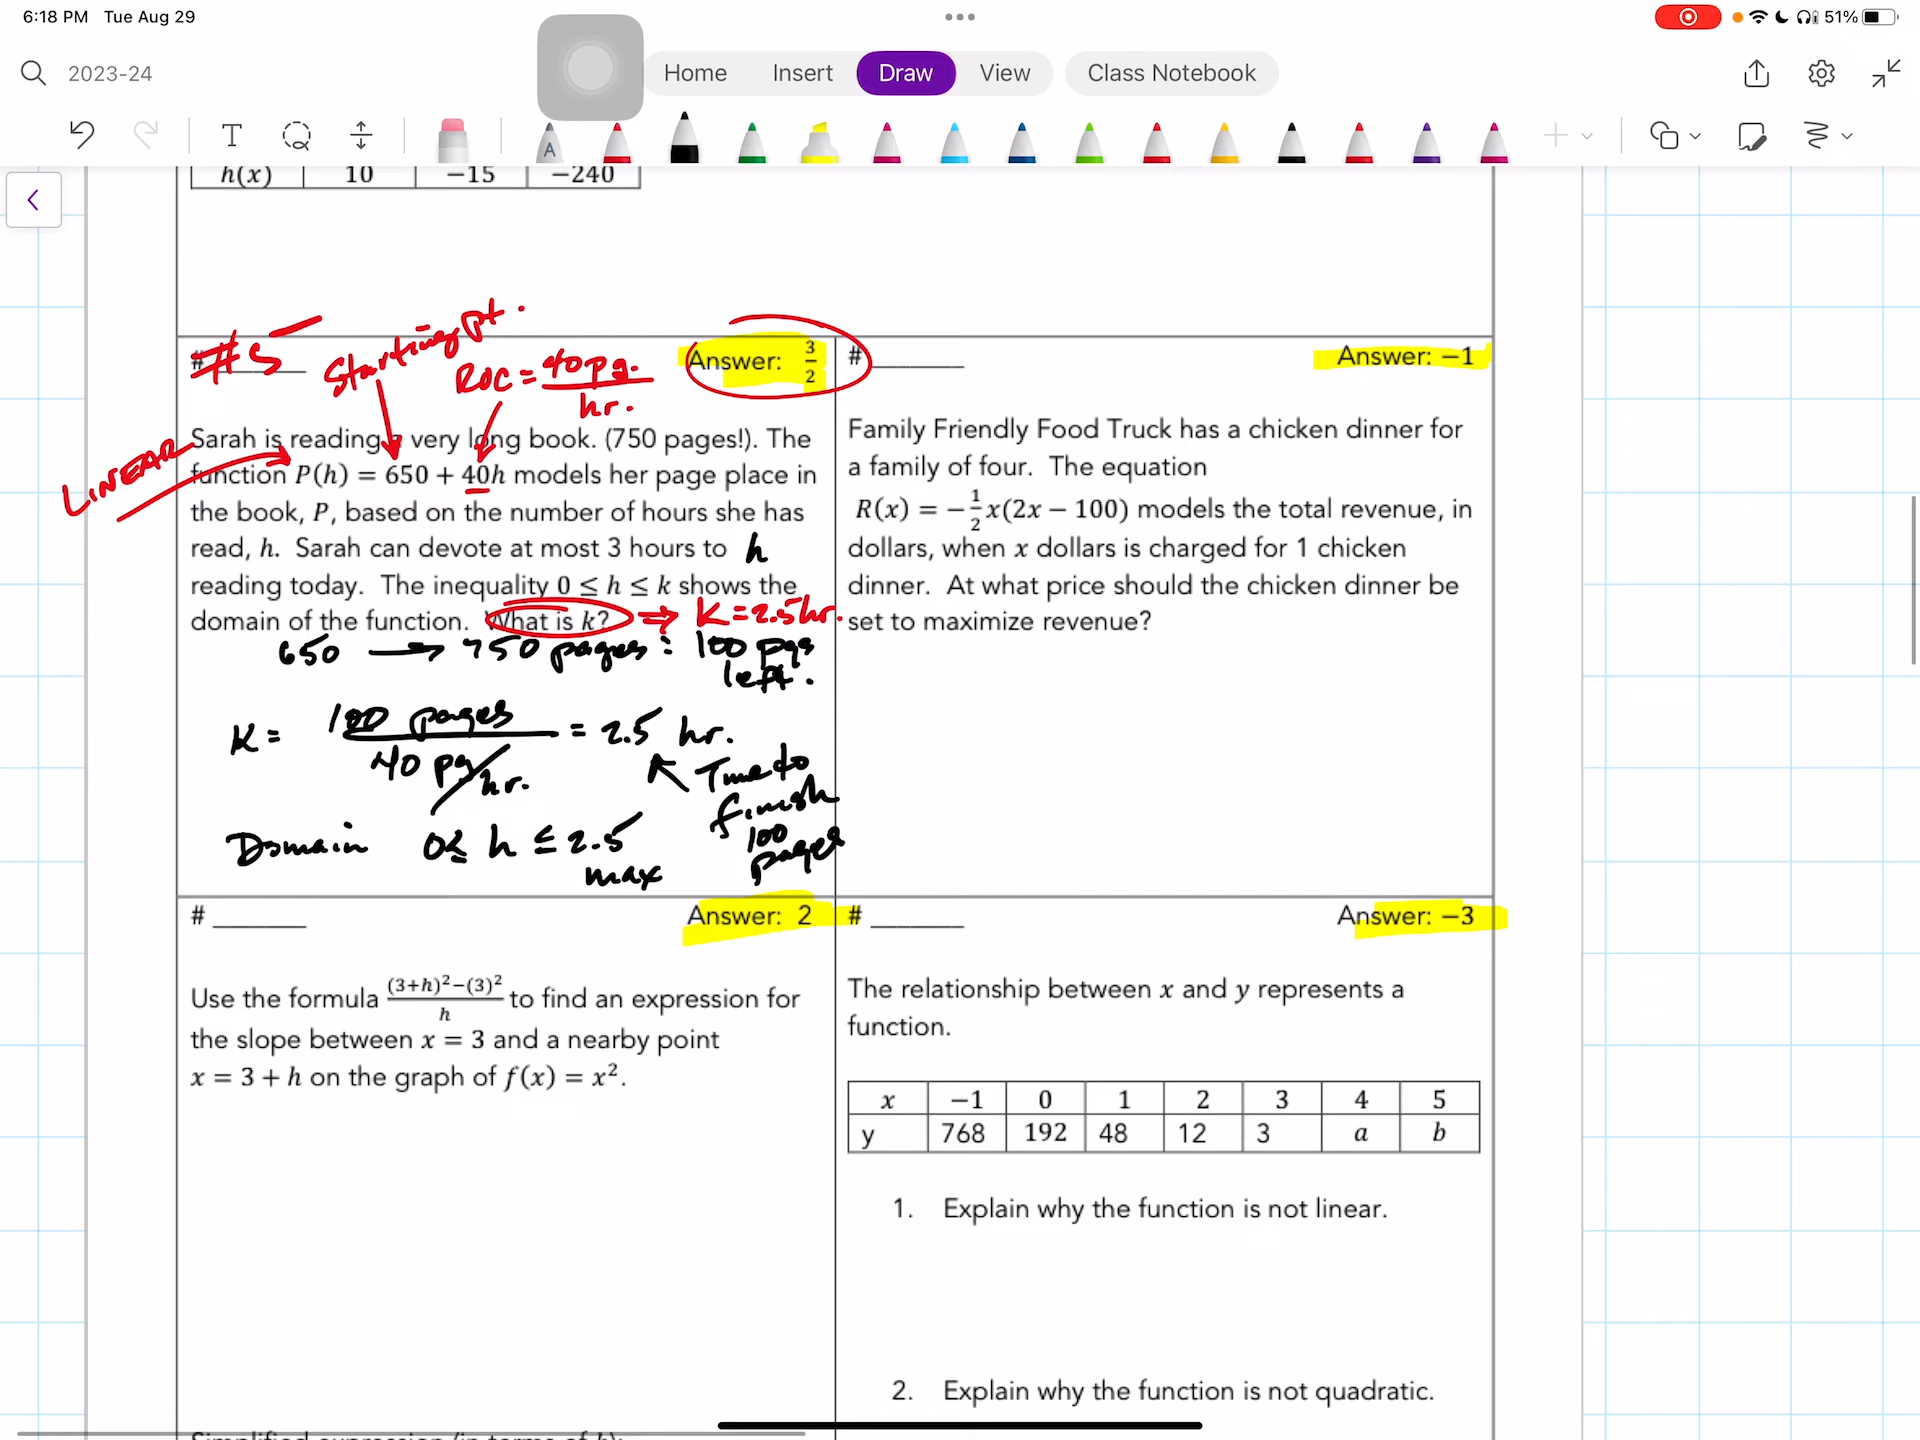 6:18 PM Tue Aug 29
51%
2023-24
Home Insert Draw View Class Notebook
T
A
h(x) 10 −15 −240
# #5
Starting pt.
ROC = 40 pg. / hr.
Answer: 3/2
LINEAR
Sarah is reading a very long book. (750 pages!). The
function P(h) = 650 + 40h models her page place in
the book, P, based on the number of hours she has
read, h. Sarah can devote at most 3 hours to h
reading today. The inequality 0 ≤ h ≤ k shows the
domain of the function. What is k? ⇒ K = 2.5 hr.
650 → 750 pages : 100 pgs
left.
K = 100 pages / 40 pg/hr. = 2.5 hr.
Time to
finish
100
pages
Domain 0 ≤ h ≤ 2.5
max
# ______ Answer: −1
Family Friendly Food Truck has a chicken dinner for
a family of four. The equation
R(x) = −1/2 x(2x − 100) models the total revenue, in
dollars, when x dollars is charged for 1 chicken
dinner. At what price should the chicken dinner be
set to maximize revenue?
# ______ Answer: 2
Use the formula (3+h)²−(3)² / h to find an expression for
the slope between x = 3 and a nearby point
x = 3 + h on the graph of f(x) = x².
Simplified expression (in terms of h):
# ______ Answer: −3
The relationship between x and y represents a
function.
x −1 0 1 2 3 4 5
y 768 192 48 12 3 a b
1. Explain why the function is not linear.
2. Explain why the function is not quadratic.